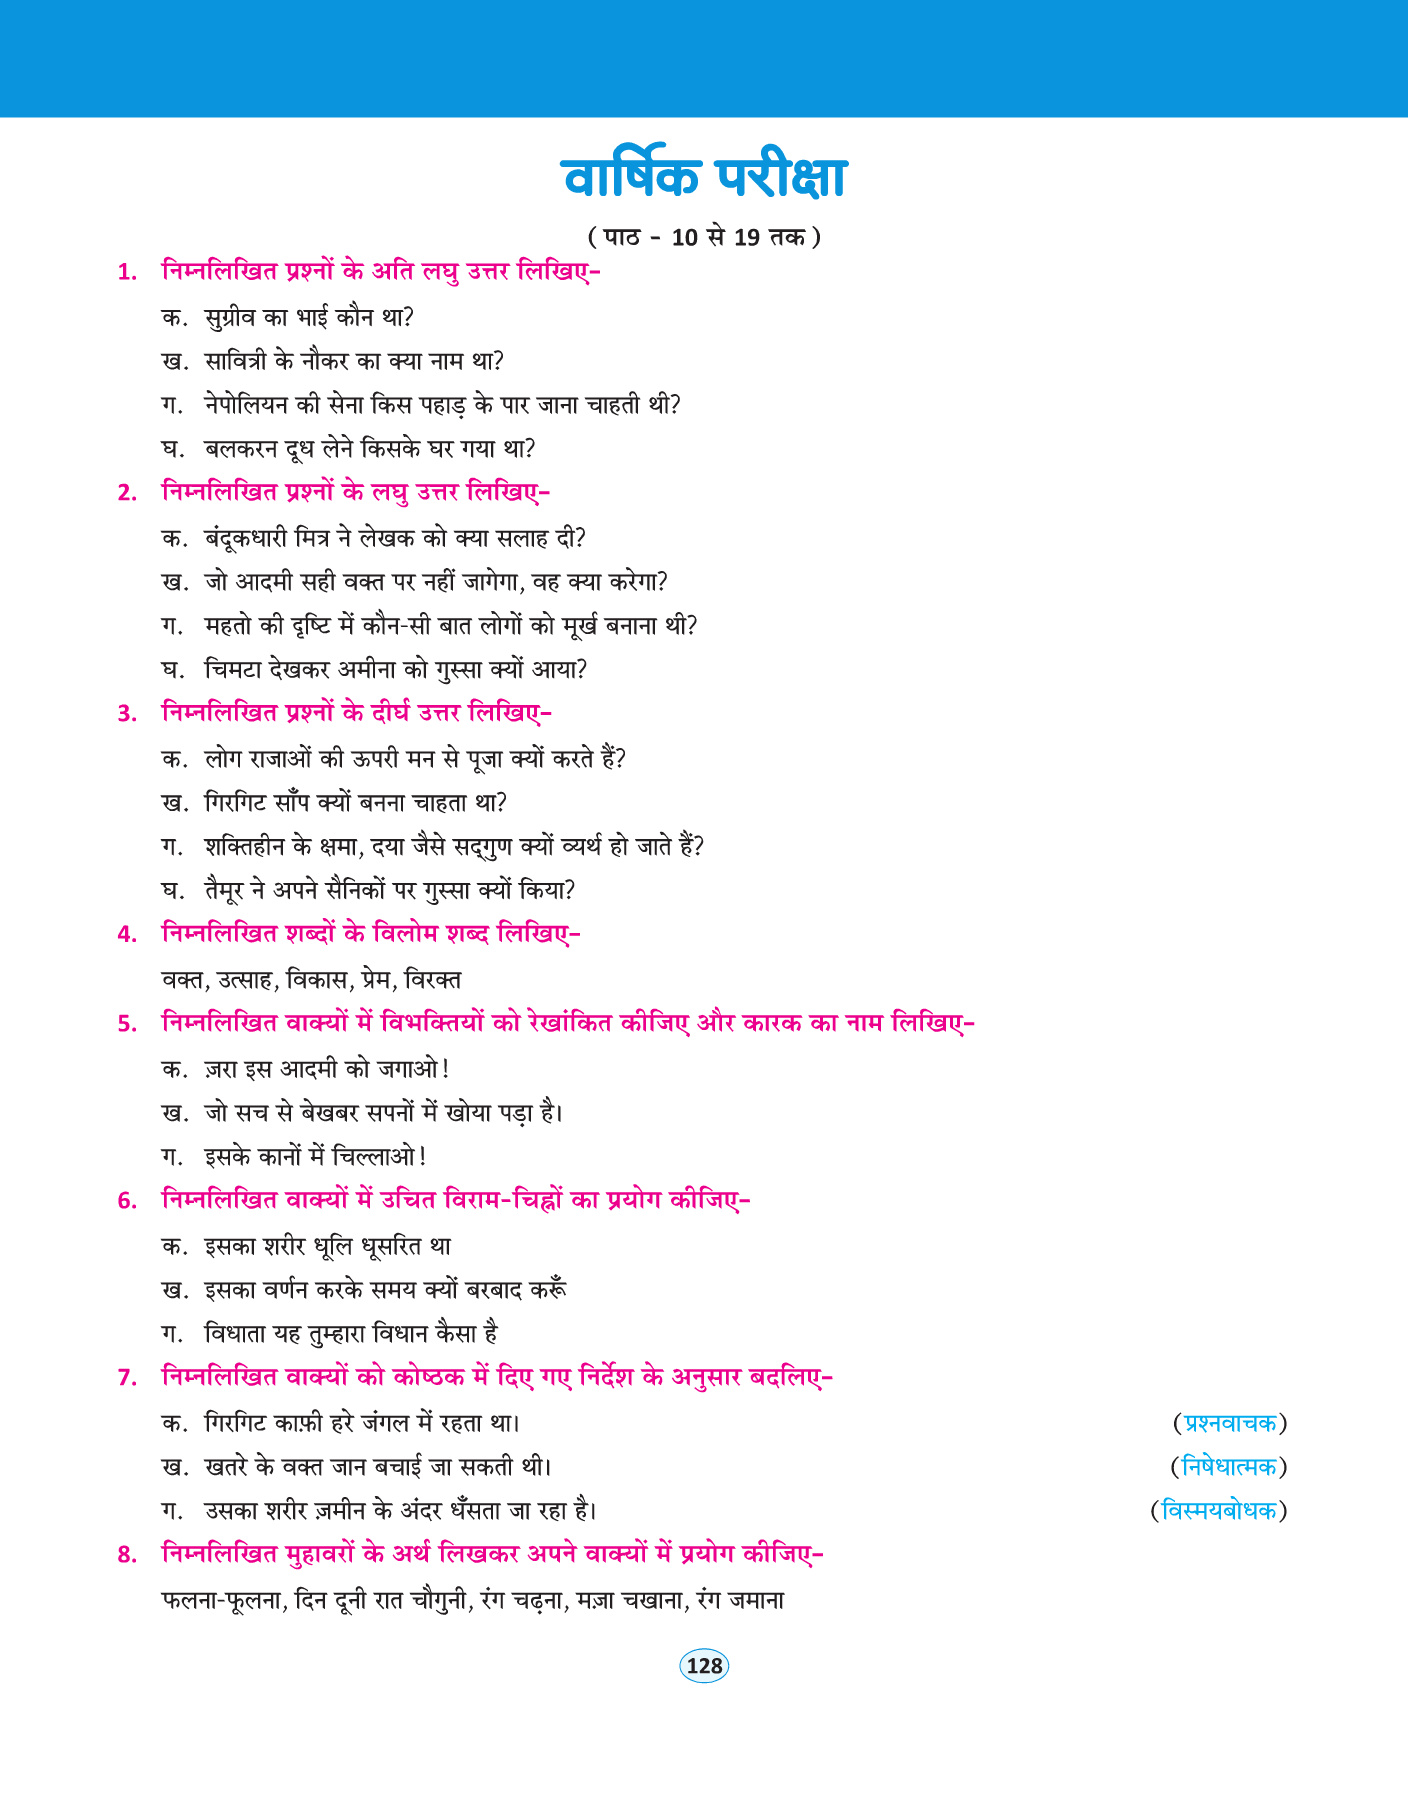 वार्षिक परीक्षा
( पाठ - 10 से 19 तक )
1. निम्नलिखित प्रश्नों के अति लघु उत्तर लिखिए-
क. सुग्रीव का भाई कौन था?
ख. सावित्री के नौकर का क्या नाम था?
ग. नेपोलियन की सेना किस पहाड़ के पार जाना चाहती थी?
घ. बलकरन दूध लेने किसके घर गया था?
2. निम्नलिखित प्रश्नों के लघु उत्तर लिखिए-
क. बंदूकधारी मित्र ने लेखक को क्या सलाह दी?
ख. जो आदमी सही वक्त पर नहीं जागेगा, वह क्या करेगा?
ग. महतो की दृष्टि में कौन-सी बात लोगों को मूर्ख बनाना थी?
घ. चिमटा देखकर अमीना को गुस्सा क्यों आया?
3. निम्नलिखित प्रश्नों के दीर्घ उत्तर लिखिए-
क. लोग राजाओं की ऊपरी मन से पूजा क्यों करते हैं?
ख. गिरगिट साँप क्यों बनना चाहता था?
ग. शक्तिहीन के क्षमा, दया जैसे सद्‌गुण क्यों व्यर्थ हो जाते हैं?
घ. तैमूर ने अपने सैनिकों पर गुस्सा क्यों किया?
4. निम्नलिखित शब्दों के विलोम शब्द लिखिए-
वक्त, उत्साह, विकास, प्रेम, विरक्त
5. निम्नलिखित वाक्यों में विभक्तियों को रेखांकित कीजिए और कारक का नाम लिखिए-
क. ज़रा इस आदमी को जगाओ!
ख. जो सच से बेखबर सपनों में खोया पड़ा है।
ग. इसके कानों में चिल्लाओ!
6. निम्नलिखित वाक्यों में उचित विराम-चिह्नों का प्रयोग कीजिए-
क. इसका शरीर धूलि धूसरित था
ख. इसका वर्णन करके समय क्यों बरबाद करूँ
ग. विधाता यह तुम्हारा विधान कैसा है
7. निम्नलिखित वाक्यों को कोष्ठक में दिए गए निर्देश के अनुसार बदलिए-
क. गिरगिट काफ़ी हरे जंगल में रहता था। (प्रश्नवाचक)
ख. खतरे के वक्त जान बचाई जा सकती थी। (निषेधात्मक)
ग. उसका शरीर ज़मीन के अंदर धँसता जा रहा है। (विस्मयबोधक)
8. निम्नलिखित मुहावरों के अर्थ लिखकर अपने वाक्यों में प्रयोग कीजिए-
फलना-फूलना, दिन दूनी रात चौगुनी, रंग चढ़ना, मज़ा चखाना, रंग जमाना
128